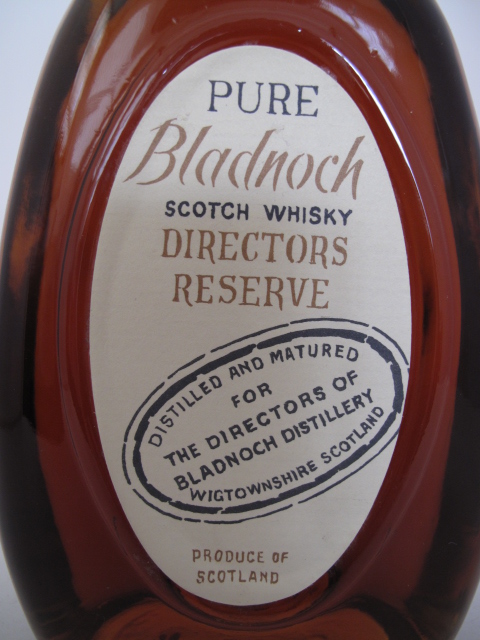 PURE
Bladnoch
SCOTCH WHISKY
DIRECTORS
RESERVE
DISTILLED AND MATURED
FOR
THE DIRECTORS OF
BLADNOCH DISTILLERY
WIGTOWNSHIRE SCOTLAND
PRODUCE OF
SCOTLAND